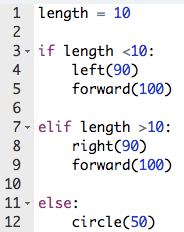 1 length = 10
2
3 if length <10:
4     left(90)
5     forward(100)
6
7 elif length >10:
8     right(90)
9     forward(100)
10
11 else:
12     circle(50)